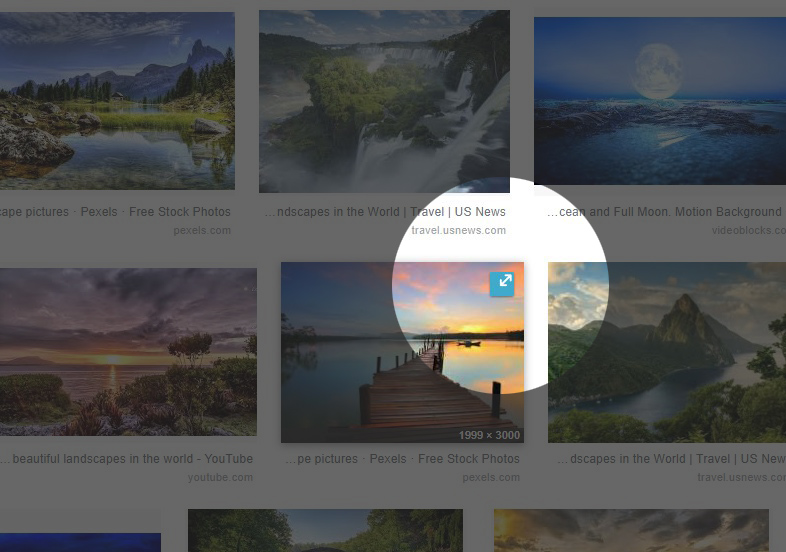 cape pictures · Pexels · Free Stock Photos
pexels.com
...ndscapes in the World | Travel | US News
travel.usnews.com
...cean and Full Moon. Motion Background
videoblocks.co
... beautiful landscapes in the world - YouTube
youtube.com
1999 × 3000
...pe pictures · Pexels · Free Stock Photos
pexels.com
...dscapes in the World | Travel | US New
travel.usnews.co